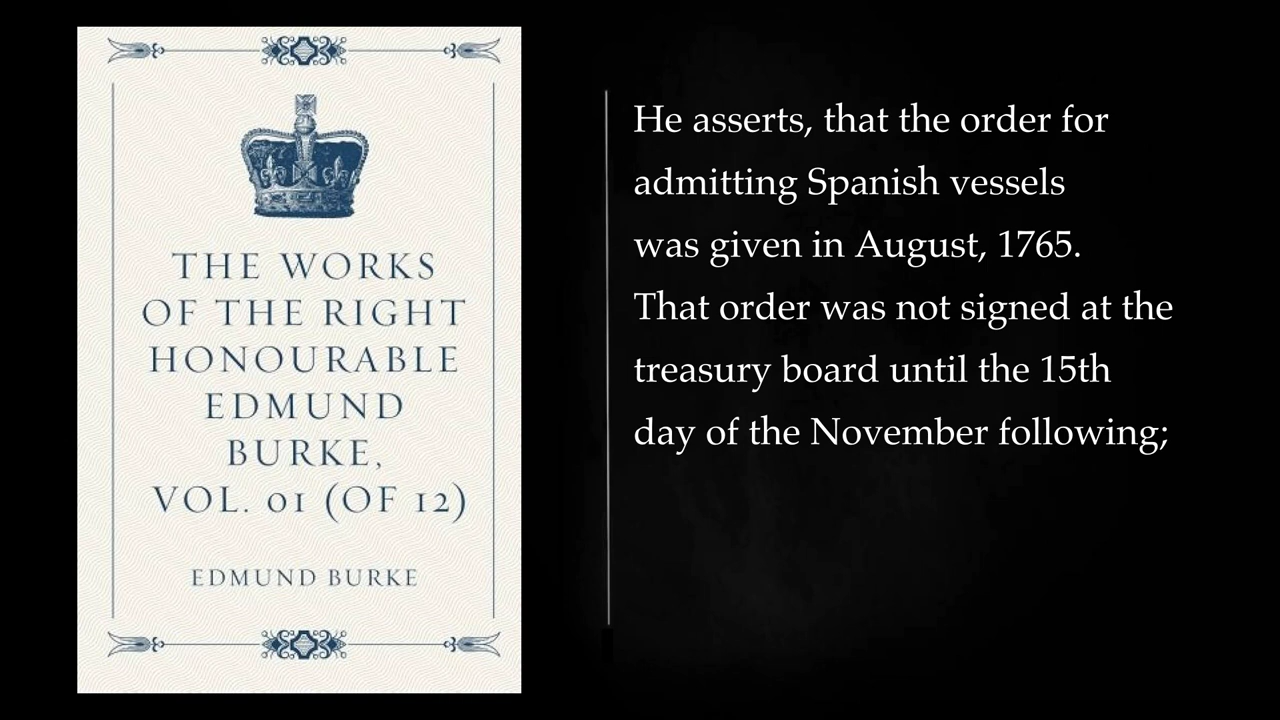 THE WORKS
OF THE RIGHT
HONOURABLE
EDMUND
BURKE,
VOL. 01 (OF 12)
EDMUND BURKE
He asserts, that the order for
admitting Spanish vessels
was given in August, 1765.
That order was not signed at the
treasury board until the 15th
day of the November following;